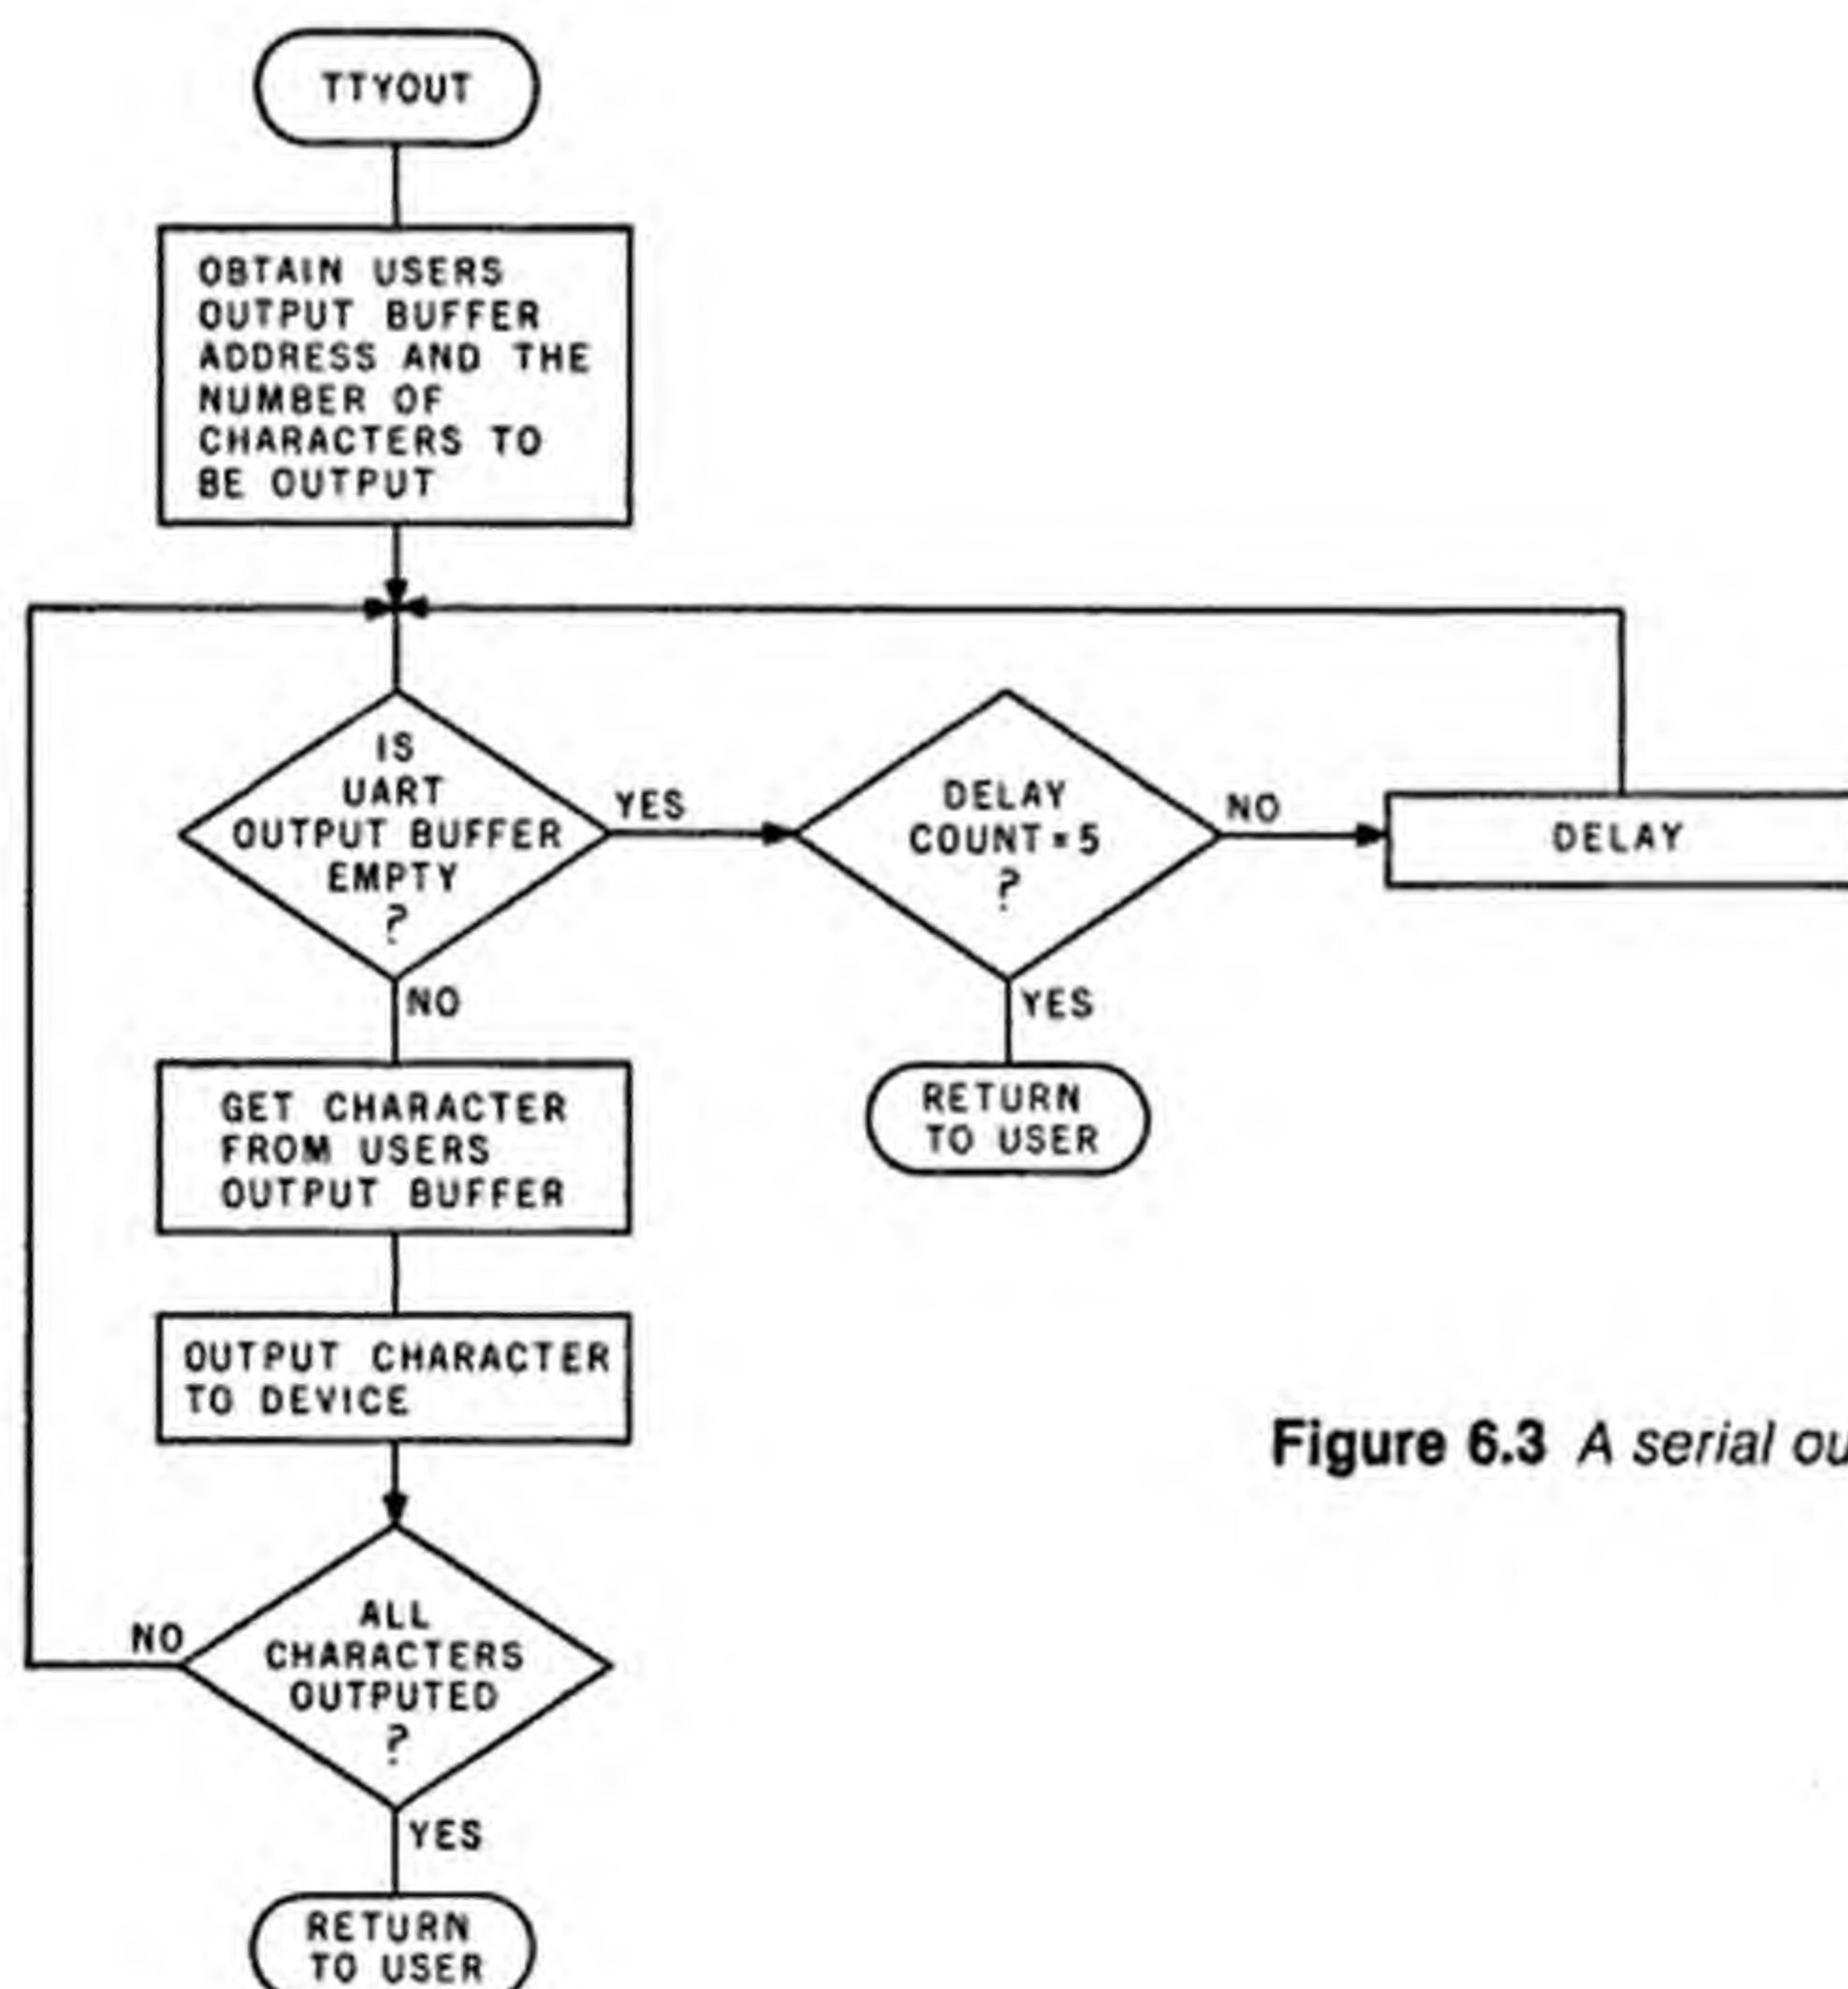 TTYOUT
OBTAIN USERS
OUTPUT BUFFER
ADDRESS AND THE
NUMBER OF
CHARACTERS TO
BE OUTPUT
IS
UART
OUTPUT BUFFER
EMPTY
?
YES
DELAY
COUNT = 5
?
NO
DELAY
NO
YES
GET CHARACTER
FROM USERS
OUTPUT BUFFER
RETURN
TO USER
OUTPUT CHARACTER
TO DEVICE
Figure 6.3 A serial
ALL
CHARACTERS
OUTPUTED
?
NO
YES
RETURN
TO USER